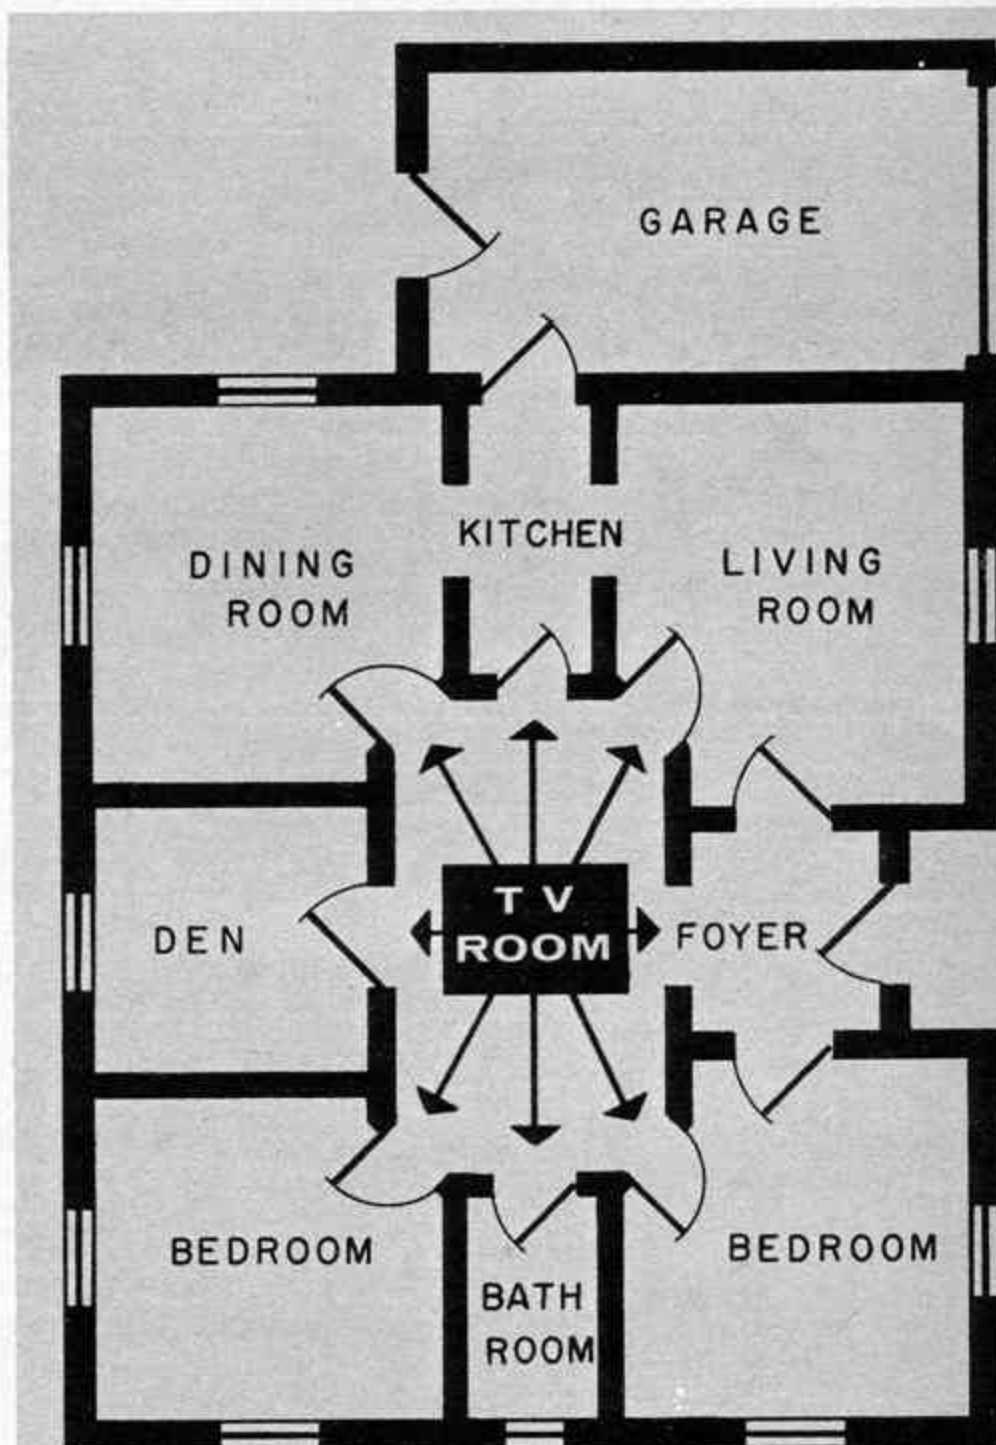 GARAGE
KITCHEN
DINING
ROOM
LIVING
ROOM
TV
ROOM
DEN
FOYER
BEDROOM
BEDROOM
BATH
ROOM